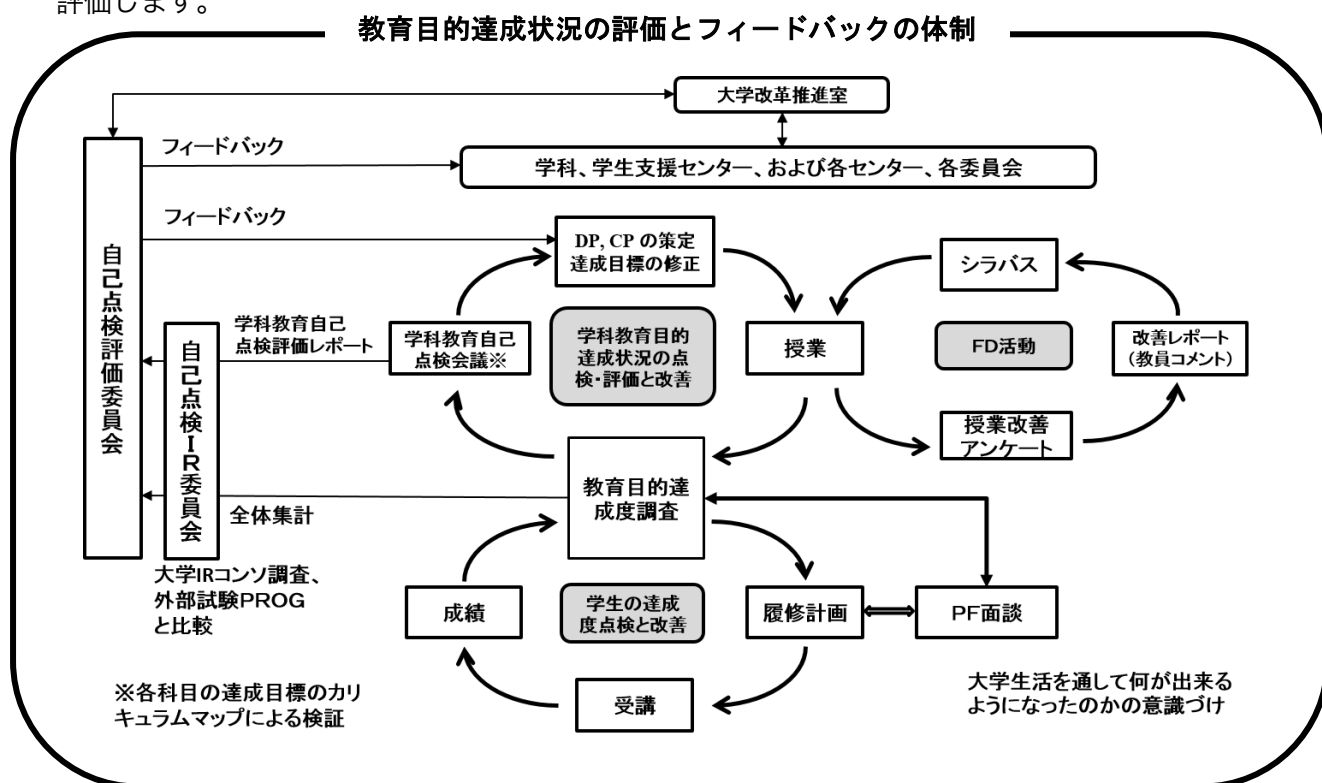 評価します。
教育目的達成状況の評価とフィードバックの体制
大学改革推進室
フィードバック
学科、学生支援センター、および各センター、各委員会
フィードバック
自己点検評価委員会
DP, CP の策定
達成目標の修正
シラバス
学科教育自己
点検評価レポート
自己点検IR委員会
学科教育自己
点検会議※
学科教育目的
達成状況の点
検・評価と改善
授業
FD活動
改善レポート
(教員コメント)
授業改善
アンケート
教育目的達
成度調査
全体集計
大学IRコンソ調査、
外部試験PROG
と比較
成績
学生の達成
度点検と改善
履修計画
PF面談
受講
※各科目の達成目標のカリ
キュラムマップによる検証
大学生活を通して何が出来る
ようになったのかの意識づけ